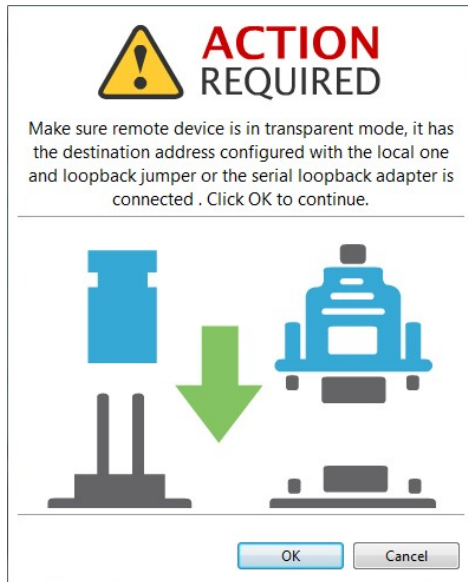 ACTION
REQUIRED
Make sure remote device is in transparent mode, it has
the destination address configured with the local one
and loopback jumper or the serial loopback adapter is
connected . Click OK to continue.
OK
Cancel